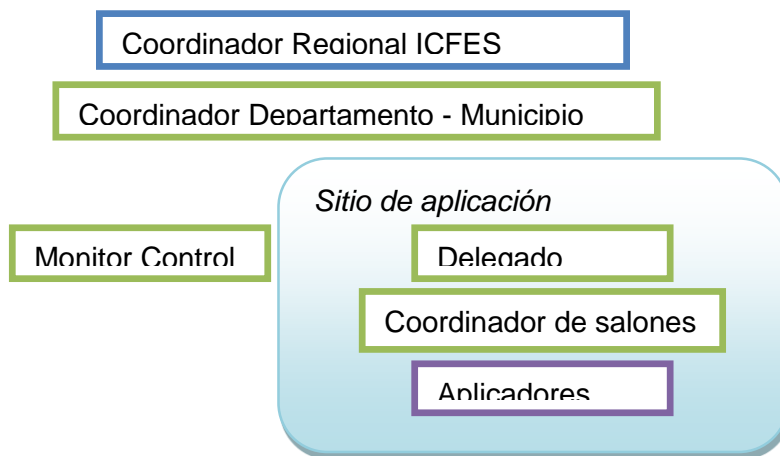 Coordinador Regional ICFES
Coordinador Departamento - Municipio
Sitio de aplicación
Monitor Control
Delegado
Coordinador de salones
Aplicadores